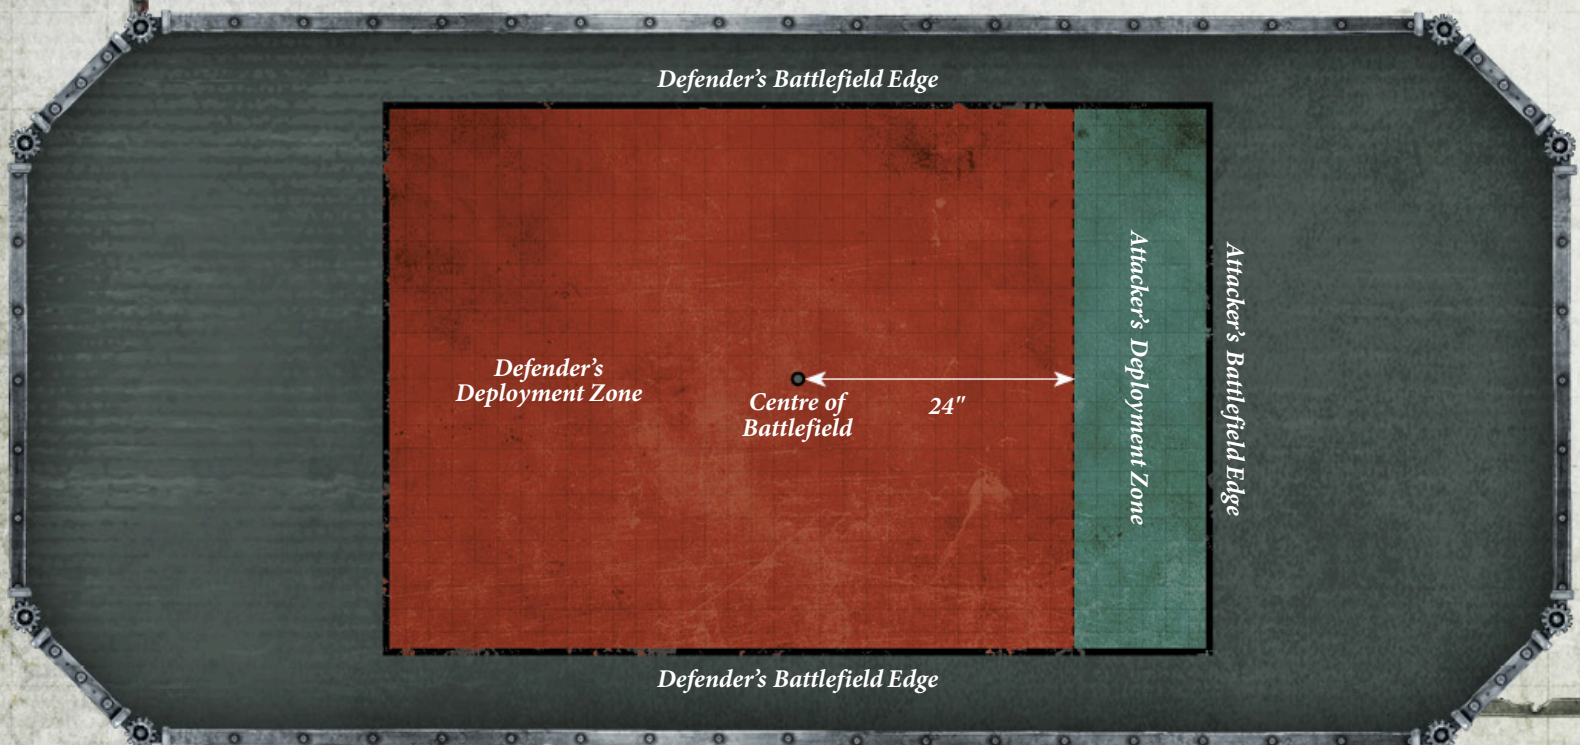 Defender’s Battlefield Edge
Defender’s
Deployment Zone
Centre of
Battlefield
24"
Attacker’s Deployment Zone
Attacker’s Battlefield Edge
Defender’s Battlefield Edge